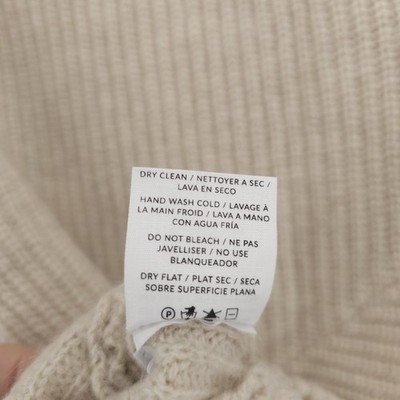 DRY CLEAN / NETTOYER A SEC /
LAVA EN SECO
HAND WASH COLD / LAVAGE À
LA MAIN FROID / LAVA A MANO
CON AGUA FRÍA
DO NOT BLEACH / NE PAS
JAVELLISER / NO USE
BLANQUEADOR
DRY FLAT / PLAT SEC / SECA
SOBRE SUPERFICIE PLANA
P